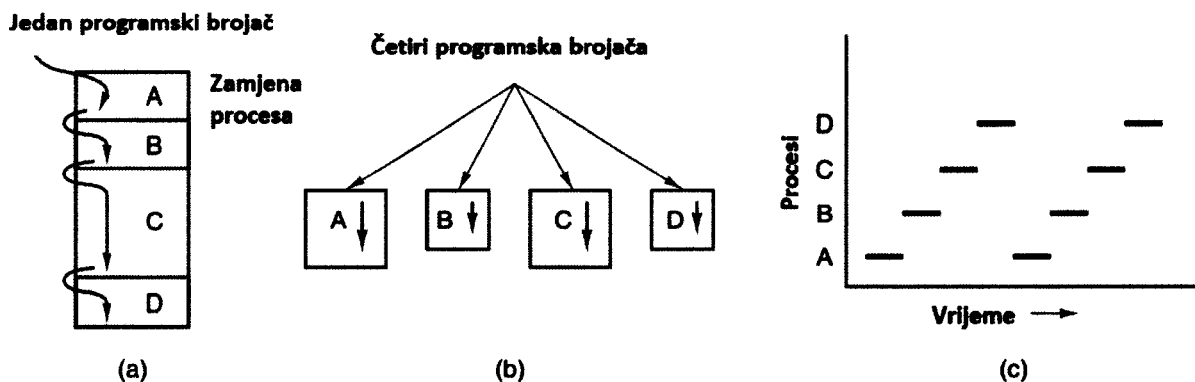 Jedan programski brojač
A
B
C
D
Zamjena
procesa
(a)
Četiri programska brojača
A
B
C
D
(b)
Procesi
D
C
B
A
Vrijeme
(c)